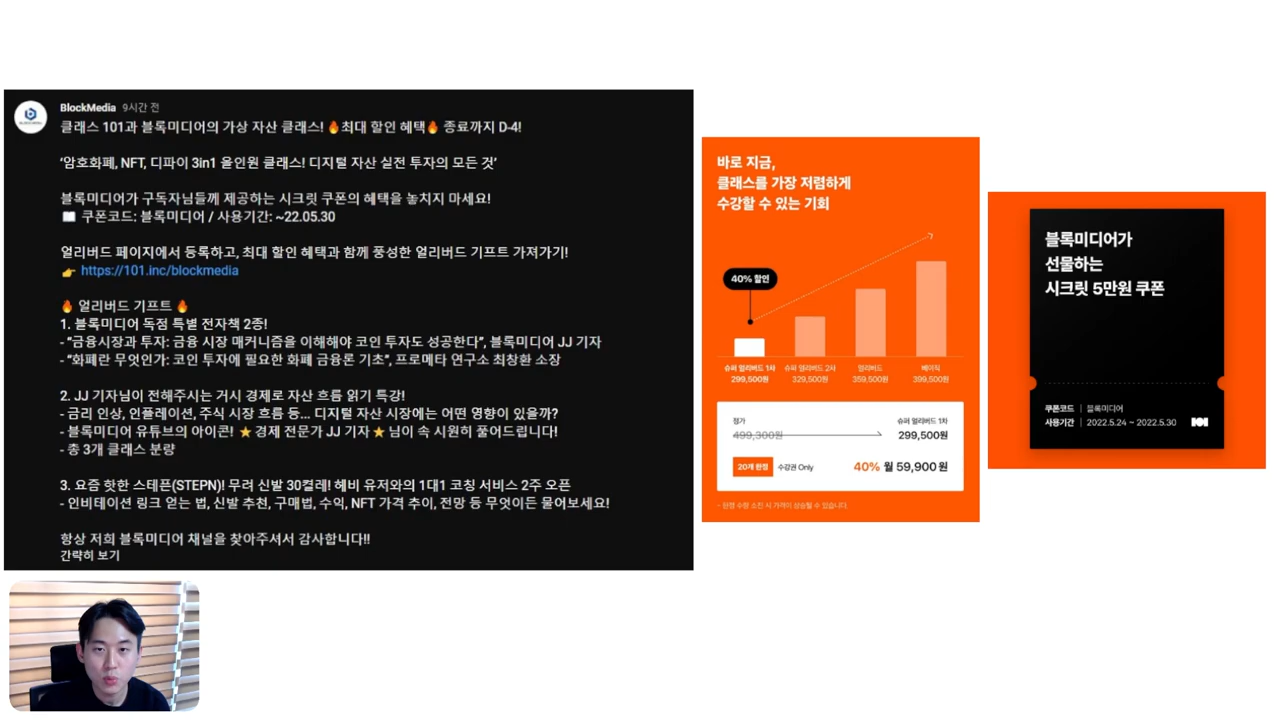 BlockMedia 9시간 전
클래스 101과 블록미디어의 가상 자산 클래스! 🔥최대 할인 혜택🔥 종료까지 D-4!
‘암호화폐, NFT, 디파이 3in1 올인원 클래스! 디지털 자산 실전 투자의 모든 것’
블록미디어가 구독자님들께 제공하는 시크릿 쿠폰의 혜택을 놓치지 마세요!
📖 쿠폰코드: 블록미디어 / 사용기간: ~22.05.30
얼리버드 페이지에서 등록하고, 최대 할인 혜택과 함께 풍성한 얼리버드 기프트 가져가기!
👉 https://101.inc/blockmedia
🔥 얼리버드 기프트 🔥
1. 블록미디어 독점 특별 전자책 2종!
- “금융시장과 투자: 금융 시장 매커니즘을 이해해야 코인 투자도 성공한다”, 블록미디어 JJ 기자
- “화폐란 무엇인가: 코인 투자에 필요한 화폐 금융론 기초”, 프로메타 연구소 최창환 소장
2. JJ 기자님이 전해주시는 거시 경제로 자산 흐름 읽기 특강!
- 금리 인상, 인플레이션, 주식 시장 흐름 등... 디지털 자산 시장에는 어떤 영향이 있을까?
- 블록미디어 유튜브의 아이콘! ⭐경제 전문가 JJ 기자⭐님이 속 시원히 풀어드립니다!
- 총 3개 클래스 분량
3. 요즘 핫한 스테픈(STEPN)! 무려 신발 30켤레! 헤비 유저와의 1대1 코칭 서비스 2주 오픈
- 인비테이션 링크 얻는 법, 신발 추천, 구매법, 수익, NFT 가격 추이, 전망 등 무엇이든 물어보세요!
항상 저희 블록미디어 채널을 찾아주셔서 감사합니다!!
간략히 보기
바로 지금,
클래스를 가장 저렴하게
수강할 수 있는 기회
40% 할인
슈퍼 얼리버드 1차 슈퍼 얼리버드 2차 얼리버드 베이직
299,500원 329,500원 359,500원 399,500원
정가 슈퍼 얼리버드 1차
499,300원 299,500원
20개 한정 수강권 Only 40% 월 59,900원
- 한정 수량 소진 시 가격이 상승될 수 있습니다.
블록미디어가
선물하는
시크릿 5만원 쿠폰
쿠폰코드 | 블록미디어
사용기간 | 2022.5.24 ~ 2022.5.30 101